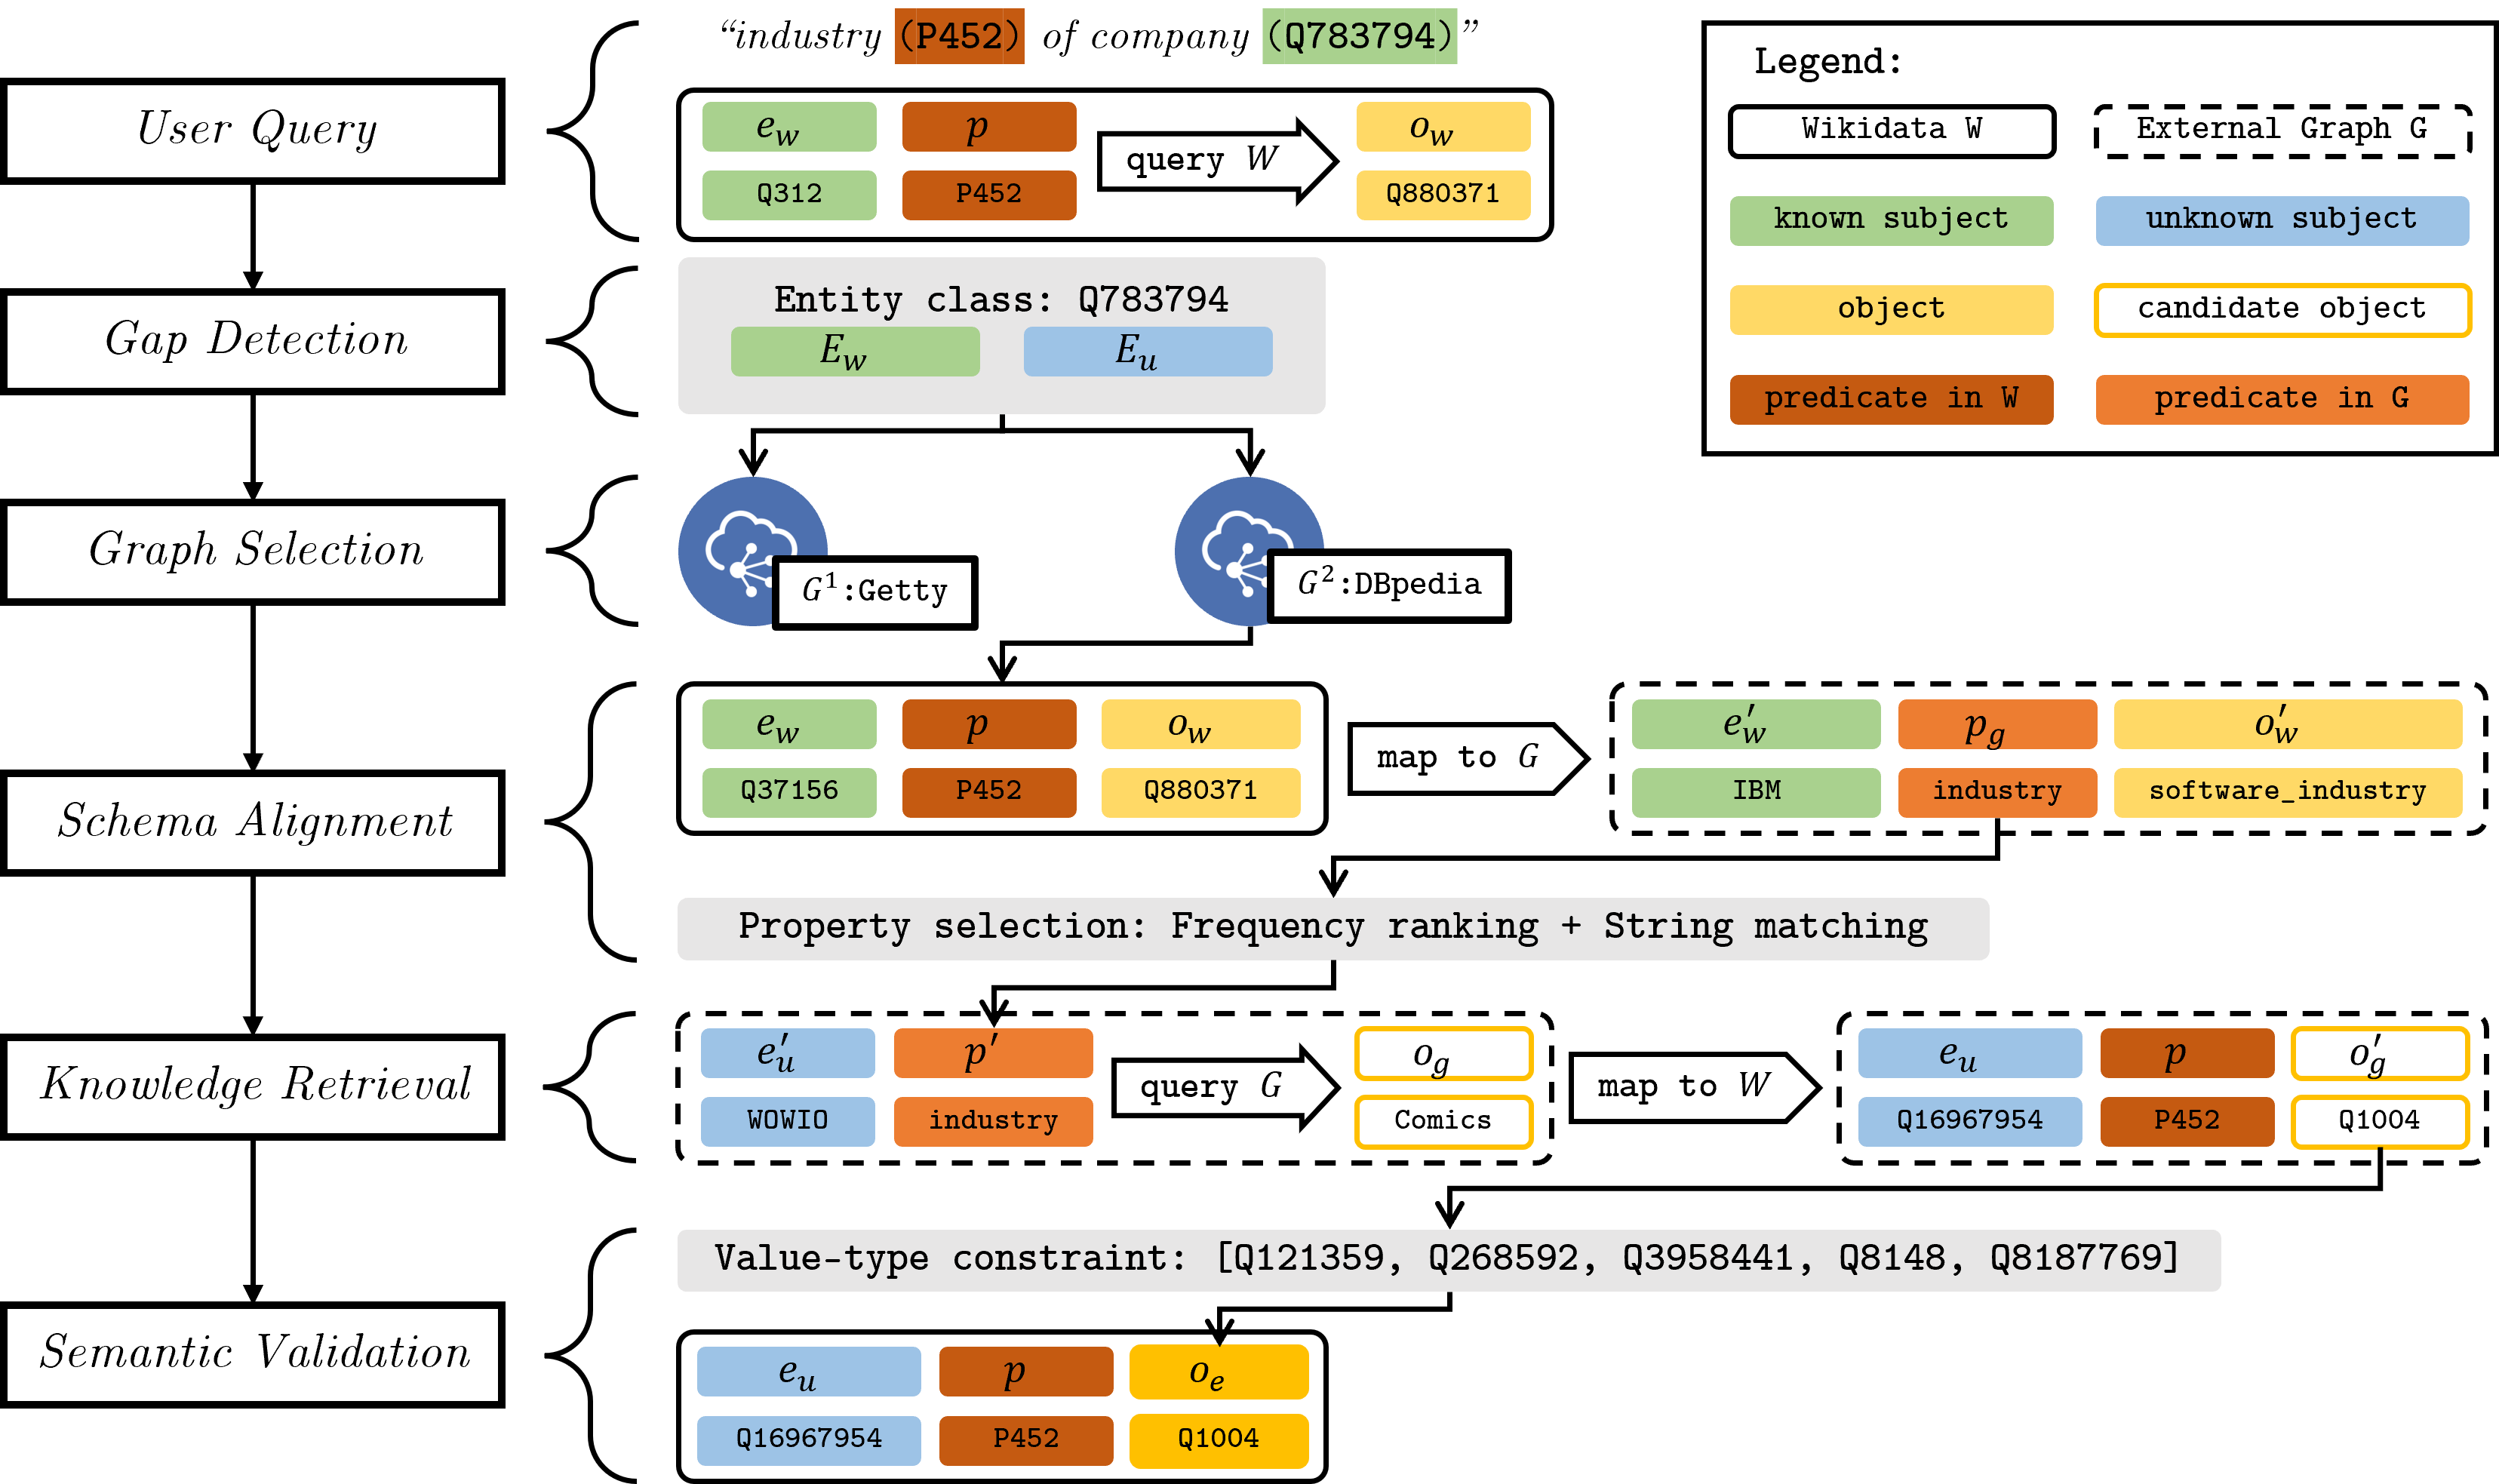 “industry (P452) of company (Q783794)”
User Query
e_w p o_w
query W
Q312 P452 Q880371
Legend:
Wikidata W External Graph G
known subject unknown subject
object candidate object
predicate in W predicate in G
Gap Detection
Entity class: Q783794
E_w E_u
Graph Selection
G¹:Getty G²:DBpedia
Schema Alignment
e_w p o_w
Q37156 P452 Q880371
map to G
e′_w p_g o′_w
IBM industry software_industry
Property selection: Frequency ranking + String matching
Knowledge Retrieval
e′_u p′ o_g
query G
WOWIO industry Comics
map to W
e_u p o′_g
Q16967954 P452 Q1004
Semantic Validation
Value-type constraint: [Q121359, Q268592, Q3958441, Q8148, Q8187769]
e_u p o_e
Q16967954 P452 Q1004